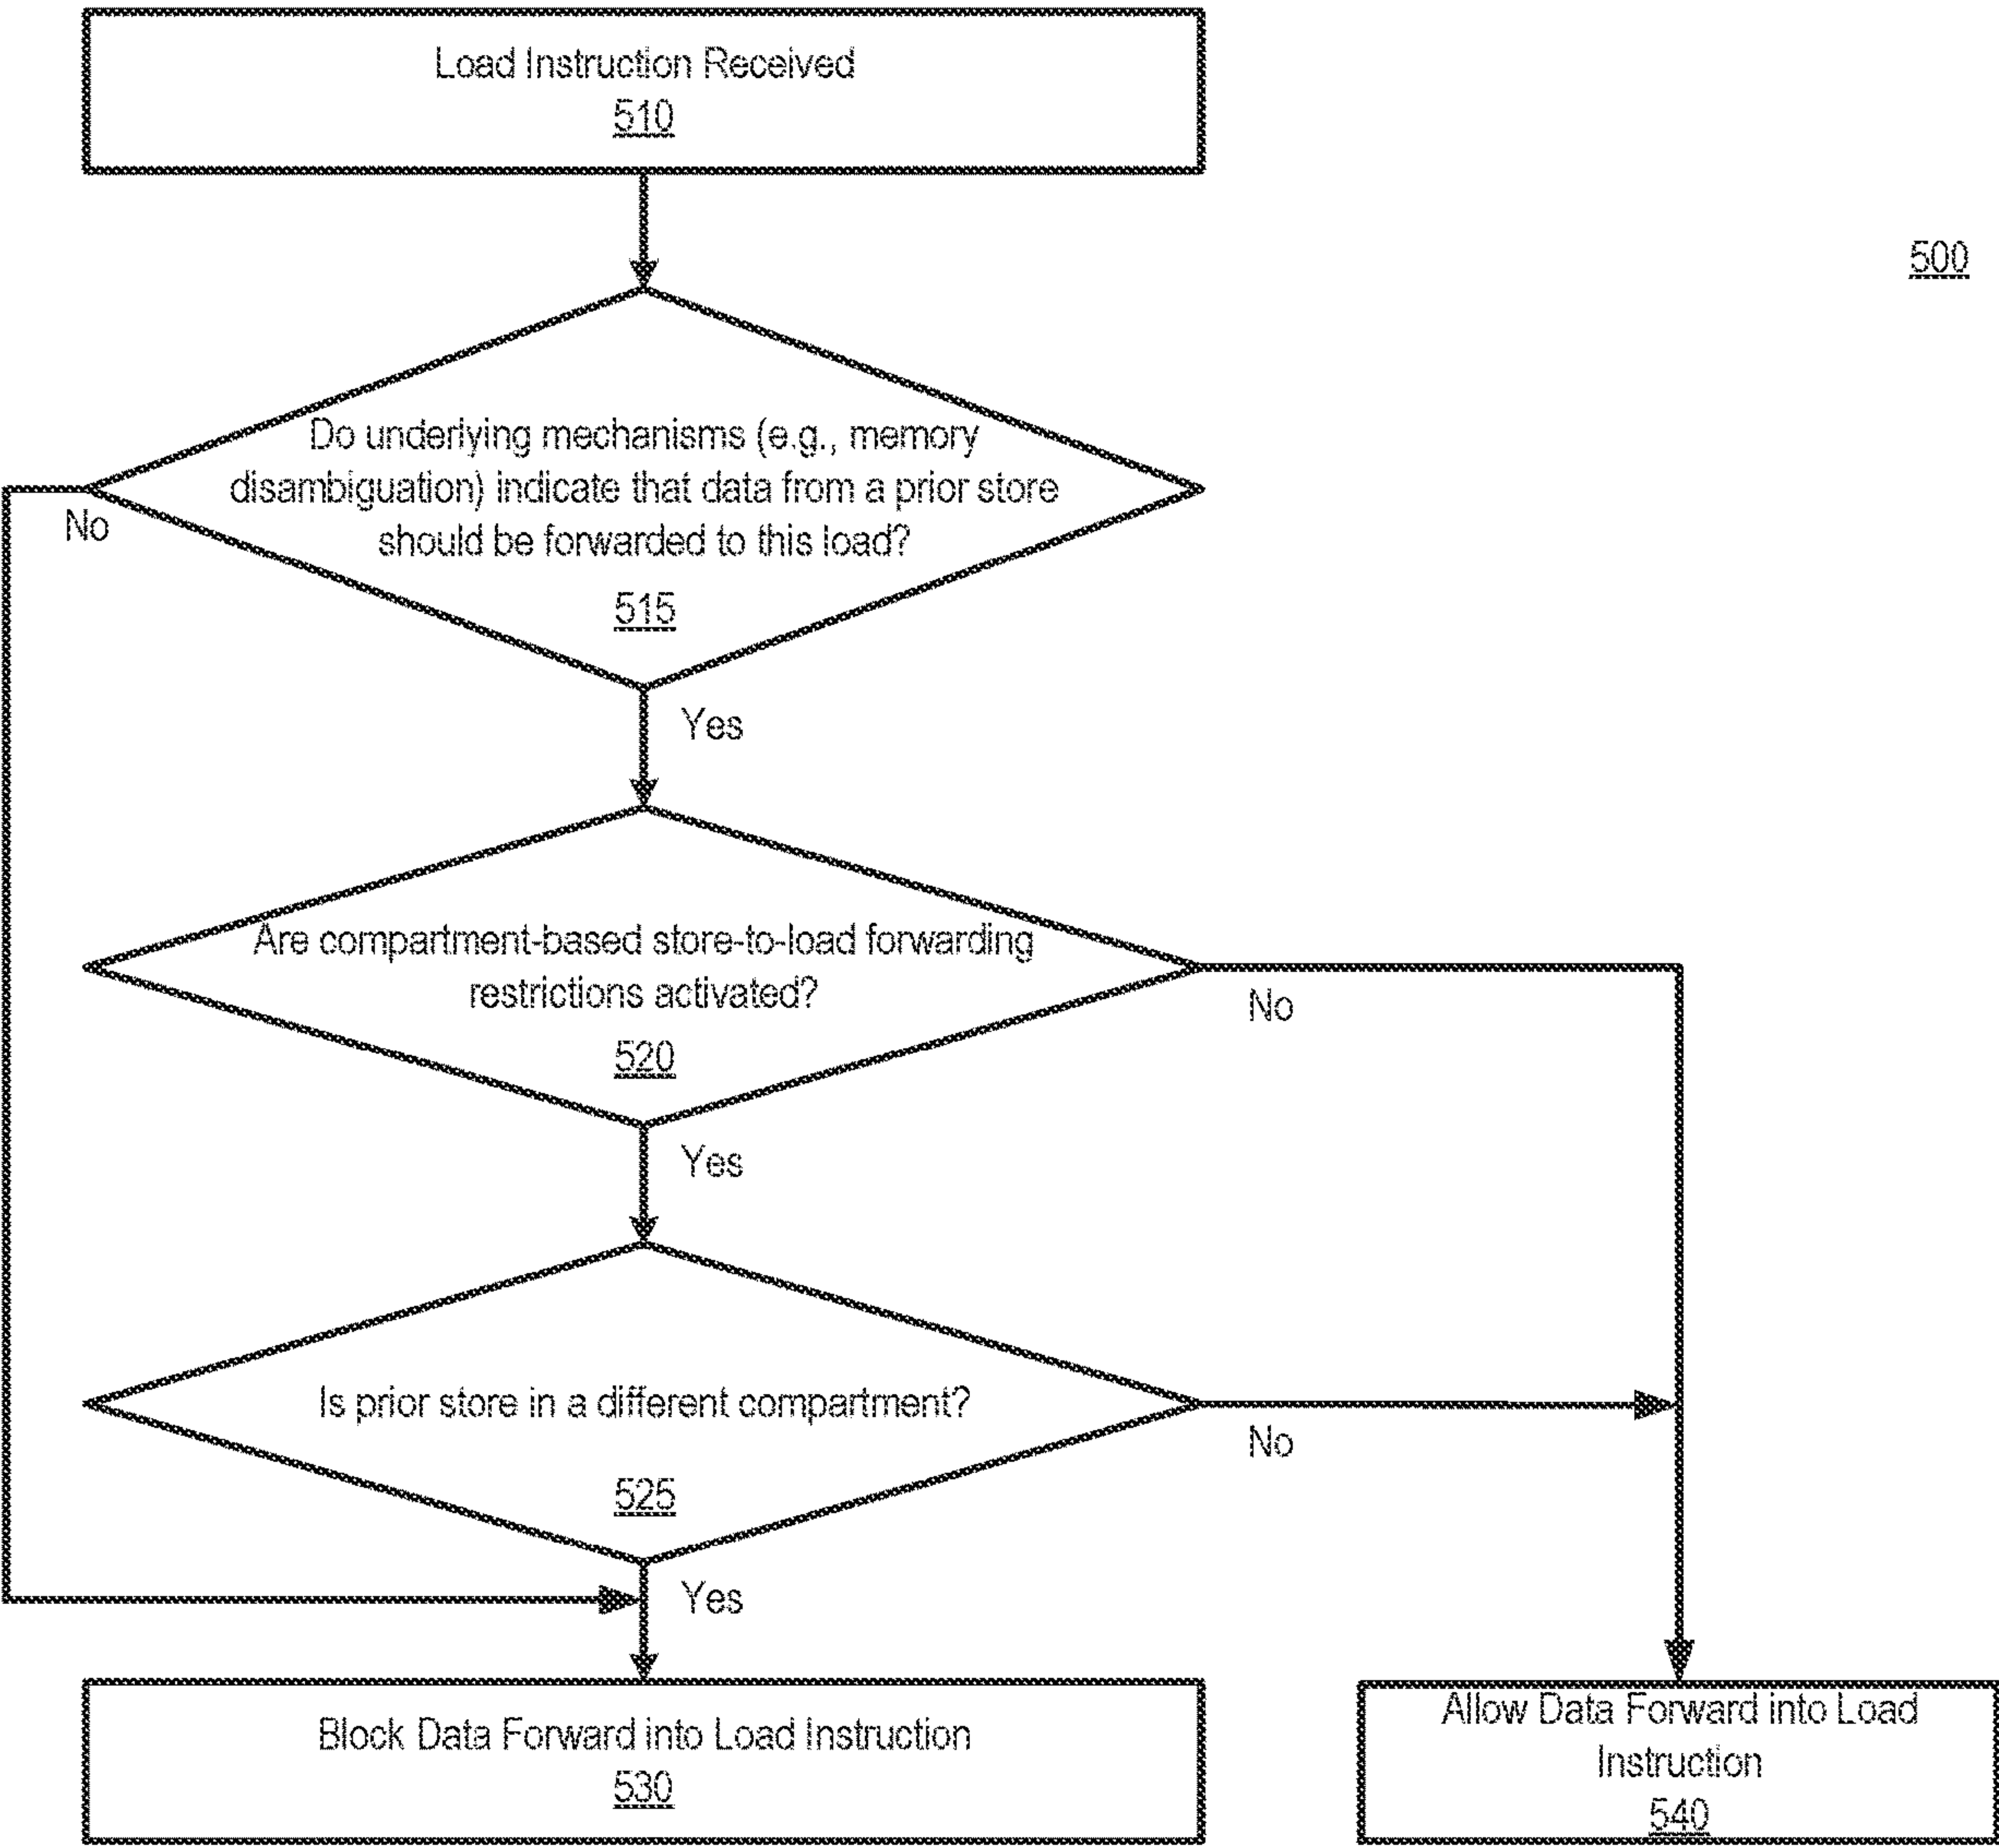 Load Instruction Received
510
500
Do underlying mechanisms (e.g., memory
disambiguation) indicate that data from a prior store
should be forwarded to this load?
No
515
Yes
Are compartment-based store-to-load forwarding
restrictions activated?
No
520
Yes
Is prior store in a different compartment?
No
525
Yes
Block Data Forward into Load Instruction
530
Allow Data Forward into Load
Instruction
540